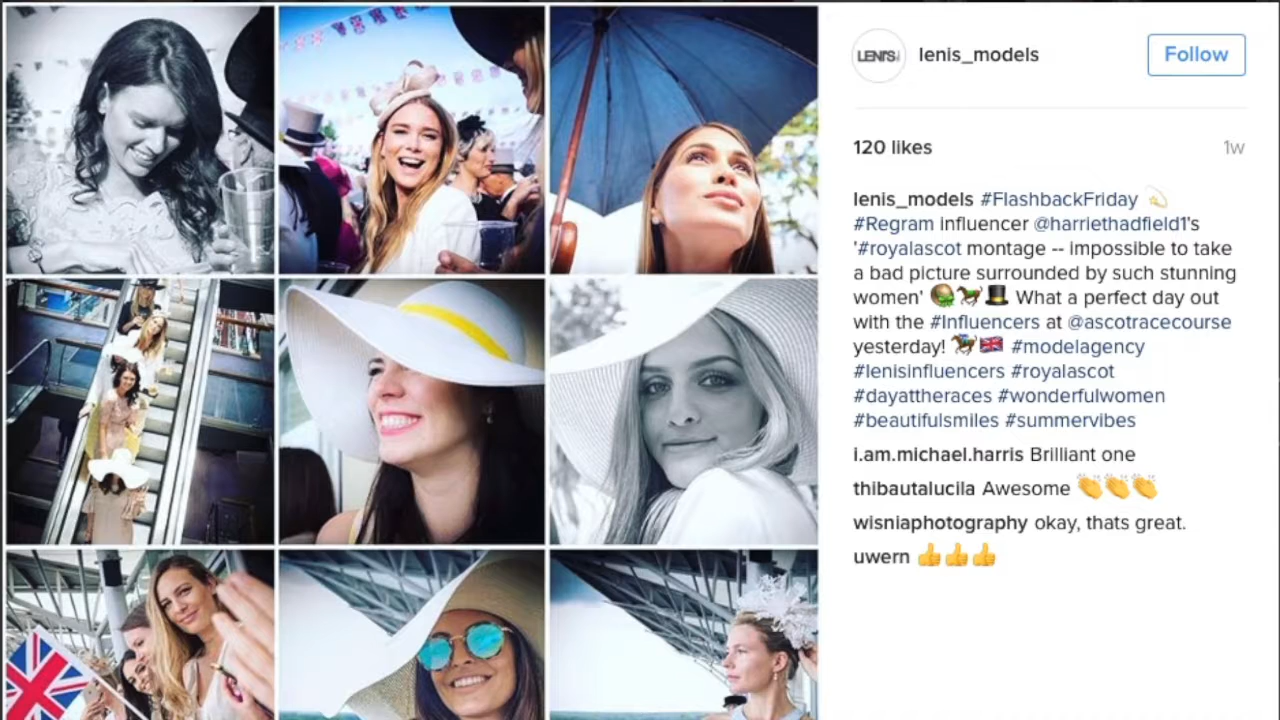 LENIS
lenis_models
Follow
120 likes
1w
lenis_models #FlashbackFriday 💫
#Regram influencer @harriethadfield1's
'#royalascot montage -- impossible to take
a bad picture surrounded by such stunning
women' 🏇🎩 What a perfect day out
with the #Influencers at @ascotracecourse
yesterday! 🏇🇬🇧 #modelagency
#lenisinfluencers #royalascot
#dayattheraces #wonderfulwomen
#beautifulsmiles #summervibes
i.am.michael.harris Brilliant one
thibautalucila Awesome 👏👏👏
wisniaphotography okay, thats great.
uwern 👍👍👍